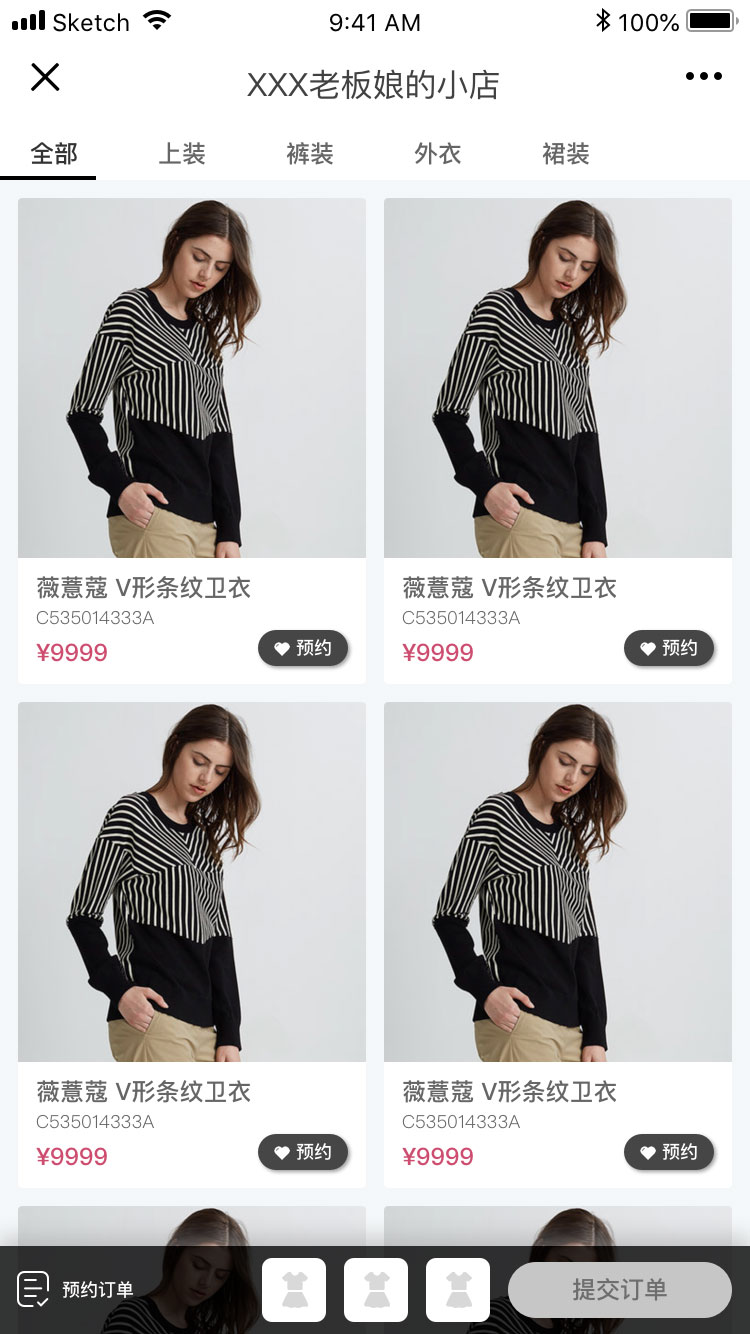 Sketch 9:41 AM 100%
XXX老板娘的小店
全部 上装 裤装 外衣 裙装
薇薏蔻 V形条纹卫衣 薇薏蔻 V形条纹卫衣
C535014333A C535014333A
¥9999 预约 ¥9999 预约
薇薏蔻 V形条纹卫衣 薇薏蔻 V形条纹卫衣
C535014333A C535014333A
¥9999 预约 ¥9999 预约
预约订单 提交订单